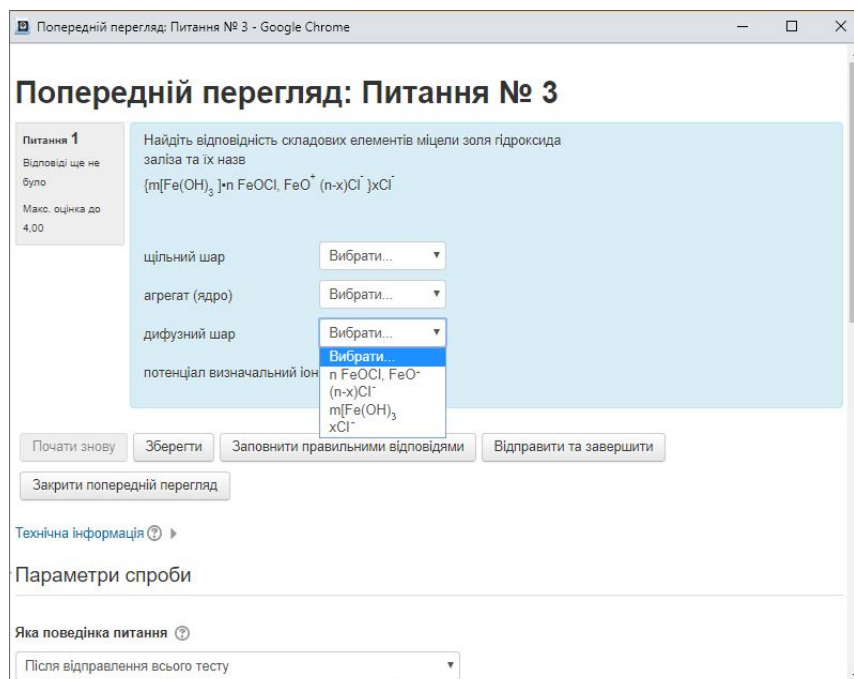 Попередній перегляд: Питання № 3 - Google Chrome
Попередній перегляд: Питання № 3
Питання 1
Відповіді ще не
було
Макс. оцінка до
4,00
Найдіть відповідність складових елементів міцели золя гідроксида
заліза та їх назв
{m[Fe(OH)₃ ]•n FeOCl, FeO⁺ (n-x)Cl⁻ }xCl⁻
щільний шар Вибрати...
агрегат (ядро) Вибрати...
дифузний шар Вибрати...
Вибрати...
потенціал визначальний іон
n FeOCl, FeO⁻
(n-x)Cl⁻
m[Fe(OH)₃
xCl⁻
Почати знову Зберегти Заповнити правильними відповідями Відправити та завершити
Закрити попередній перегляд
Технічна інформація
Параметри спроби
Яка поведінка питання
Після відправлення всього тесту